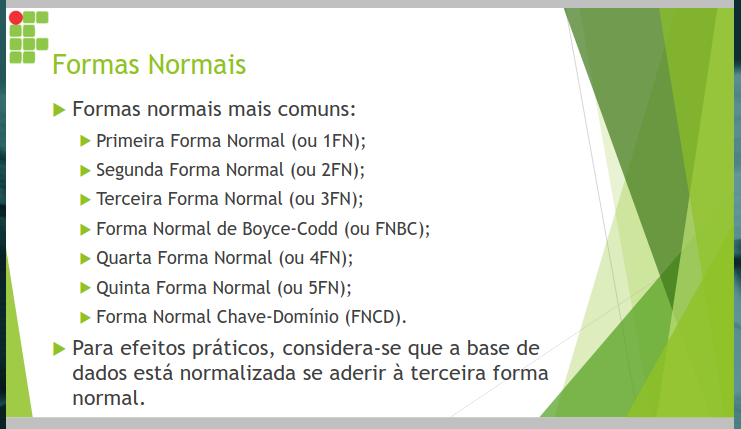 Formas Normais
Formas normais mais comuns:
Primeira Forma Normal (ou 1FN);
Segunda Forma Normal (ou 2FN);
Terceira Forma Normal (ou 3FN);
Forma Normal de Boyce-Codd (ou FNBC);
Quarta Forma Normal (ou 4FN);
Quinta Forma Normal (ou 5FN);
Forma Normal Chave-Domínio (FNCD).
Para efeitos práticos, considera-se que a base de
dados está normalizada se aderir à terceira forma
normal.